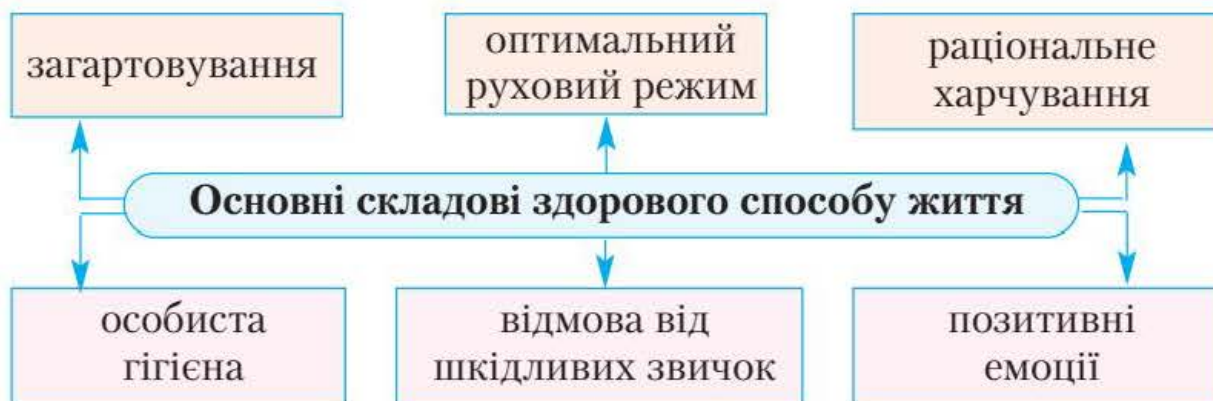 загартовування
оптимальний
руховий режим
раціональне
харчування
Основні складові здорового способу життя
особиста
гігієна
відмова від
шкідливих звичок
позитивні
емоції